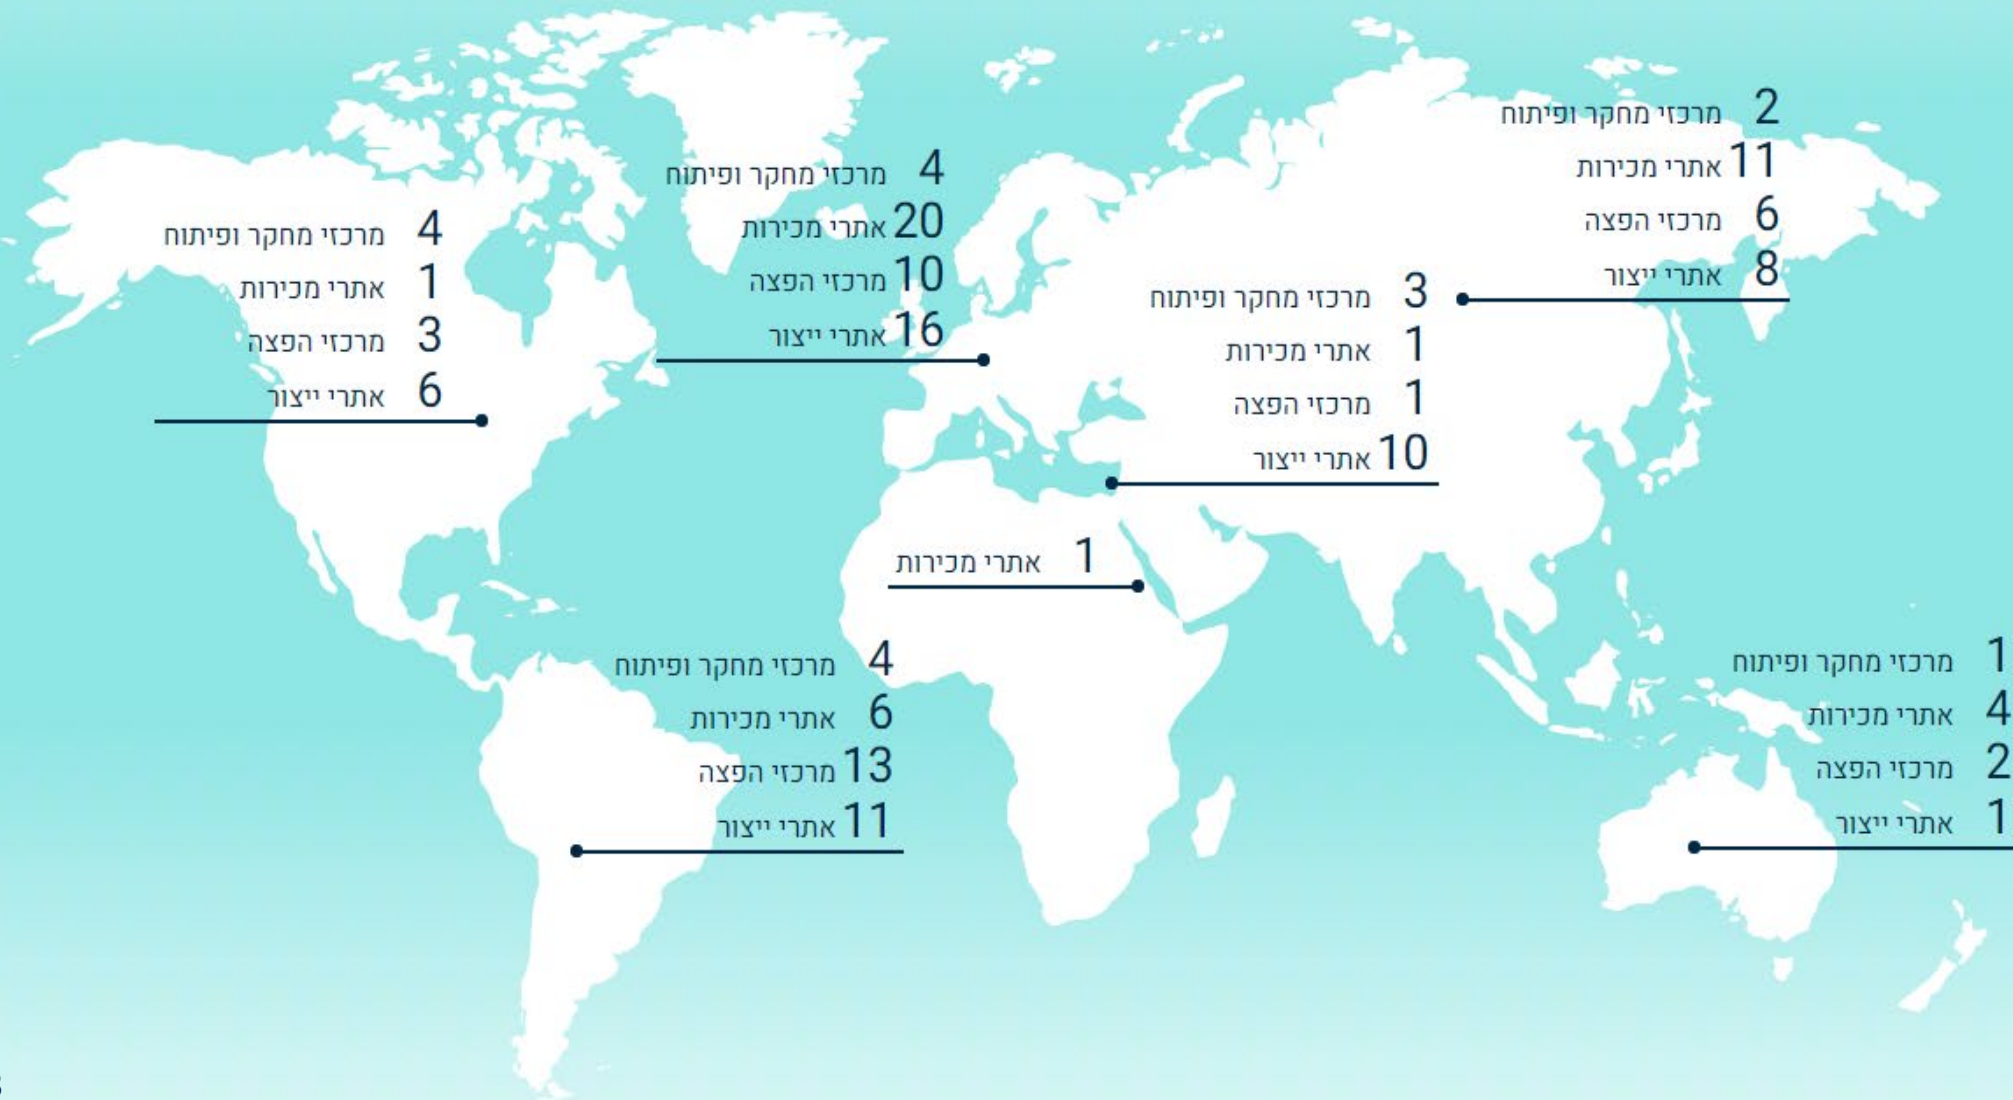 2 מרכזי מחקר ופיתוח
11 אתרי מכירות
6 מרכזי הפצה
8 אתרי ייצור
4 מרכזי מחקר ופיתוח
20 אתרי מכירות
10 מרכזי הפצה
16 אתרי ייצור
4 מרכזי מחקר ופיתוח
1 אתרי מכירות
3 מרכזי הפצה
6 אתרי ייצור
3 מרכזי מחקר ופיתוח
1 אתרי מכירות
1 מרכזי הפצה
10 אתרי ייצור
1 אתרי מכירות
1 מרכזי מחקר ופיתוח
4 אתרי מכירות
2 מרכזי הפצה
1 אתרי ייצור
4 מרכזי מחקר ופיתוח
6 אתרי מכירות
13 מרכזי הפצה
11 אתרי ייצור